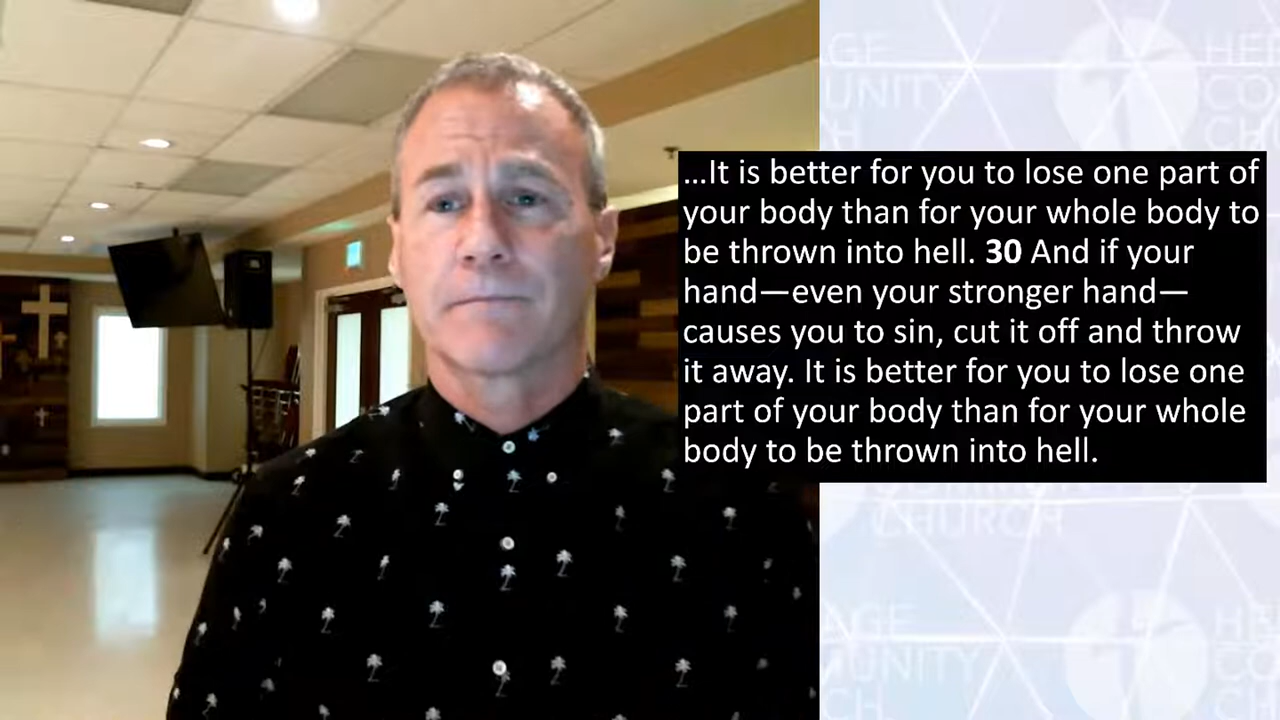 …It is better for you to lose one part of
your body than for your whole body to
be thrown into hell. 30 And if your
hand—even your stronger hand—
causes you to sin, cut it off and throw
it away. It is better for you to lose one
part of your body than for your whole
body to be thrown into hell.
CHURCH